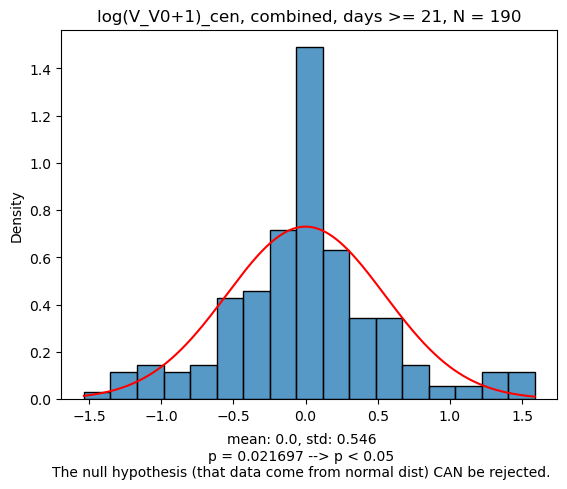 log(V_V0+1)_cen, combined, days >= 21, N = 190
Density
1.4
1.2
1.0
0.8
0.6
0.4
0.2
0.0
−1.5 −1.0 −0.5 0.0 0.5 1.0 1.5
mean: 0.0, std: 0.546
p = 0.021697 --> p < 0.05
The null hypothesis (that data come from normal dist) CAN be rejected.